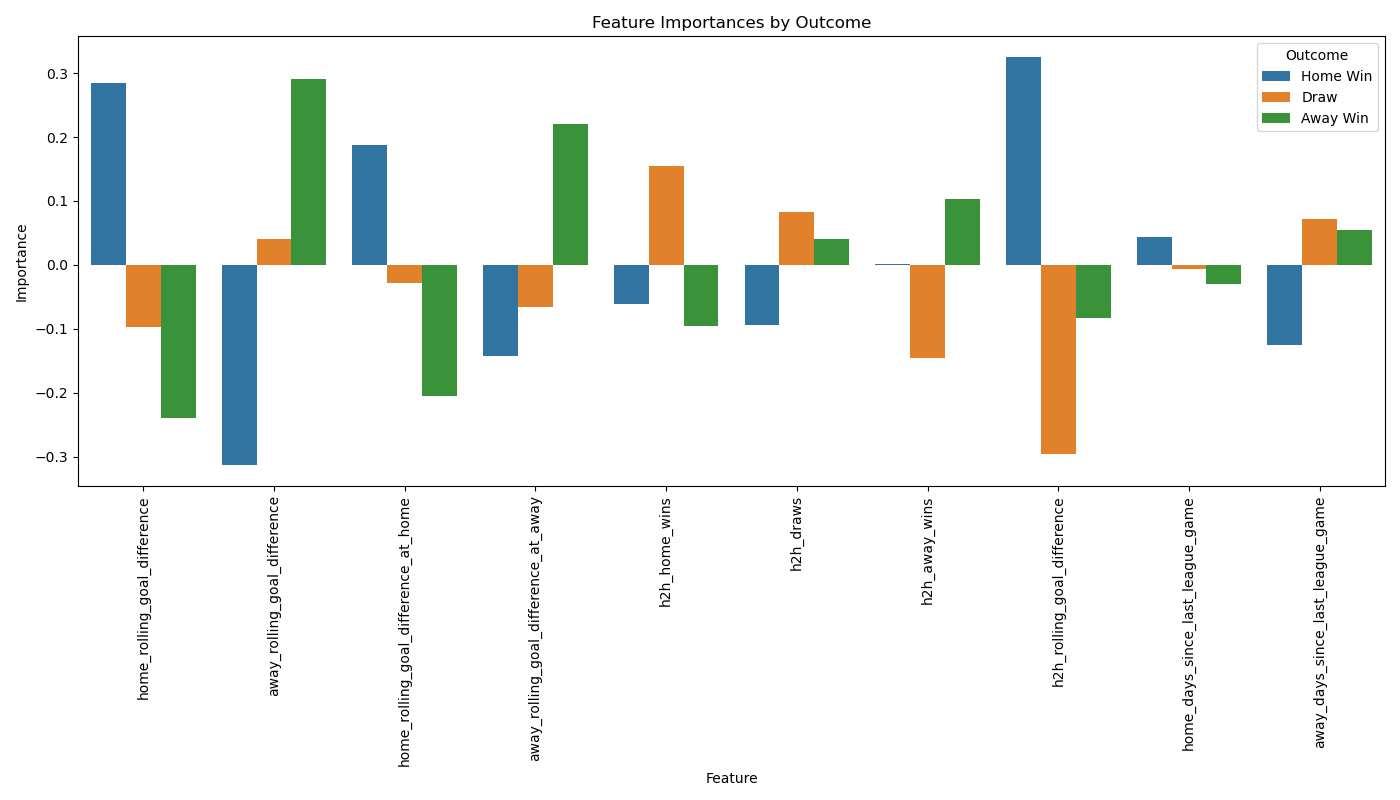 Feature Importances by Outcome
Outcome
Home Win
Draw
Away Win
0.3
0.2
0.1
0.0
−0.1
−0.2
−0.3
Importance
home_rolling_goal_difference
away_rolling_goal_difference
home_rolling_goal_difference_at_home
away_rolling_goal_difference_at_away
h2h_home_wins
h2h_draws
h2h_away_wins
h2h_rolling_goal_difference
home_days_since_last_league_game
away_days_since_last_league_game
Feature